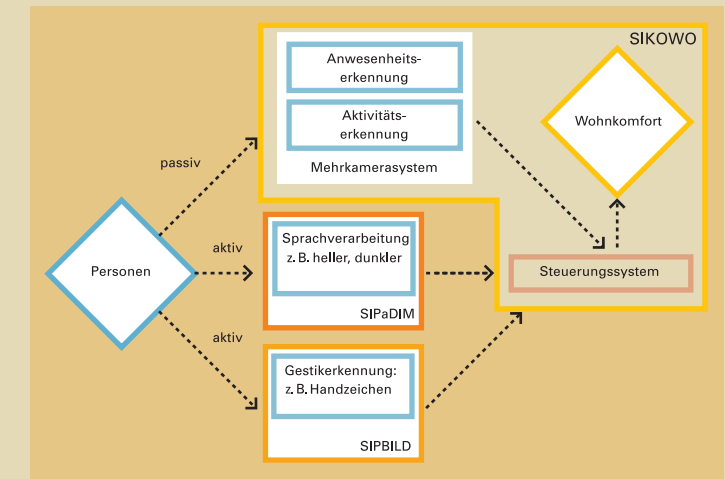 SIKOWO
Anwesenheits-
erkennung
Aktivitäts-
erkennung
Mehrkamerasystem
Wohnkomfort
passiv
Personen
aktiv
Sprachverarbeitung
z. B. heller, dunkler
SIPaDIM
Steuerungssystem
aktiv
Gestikerkennung:
z. B. Handzeichen
SIPBILD